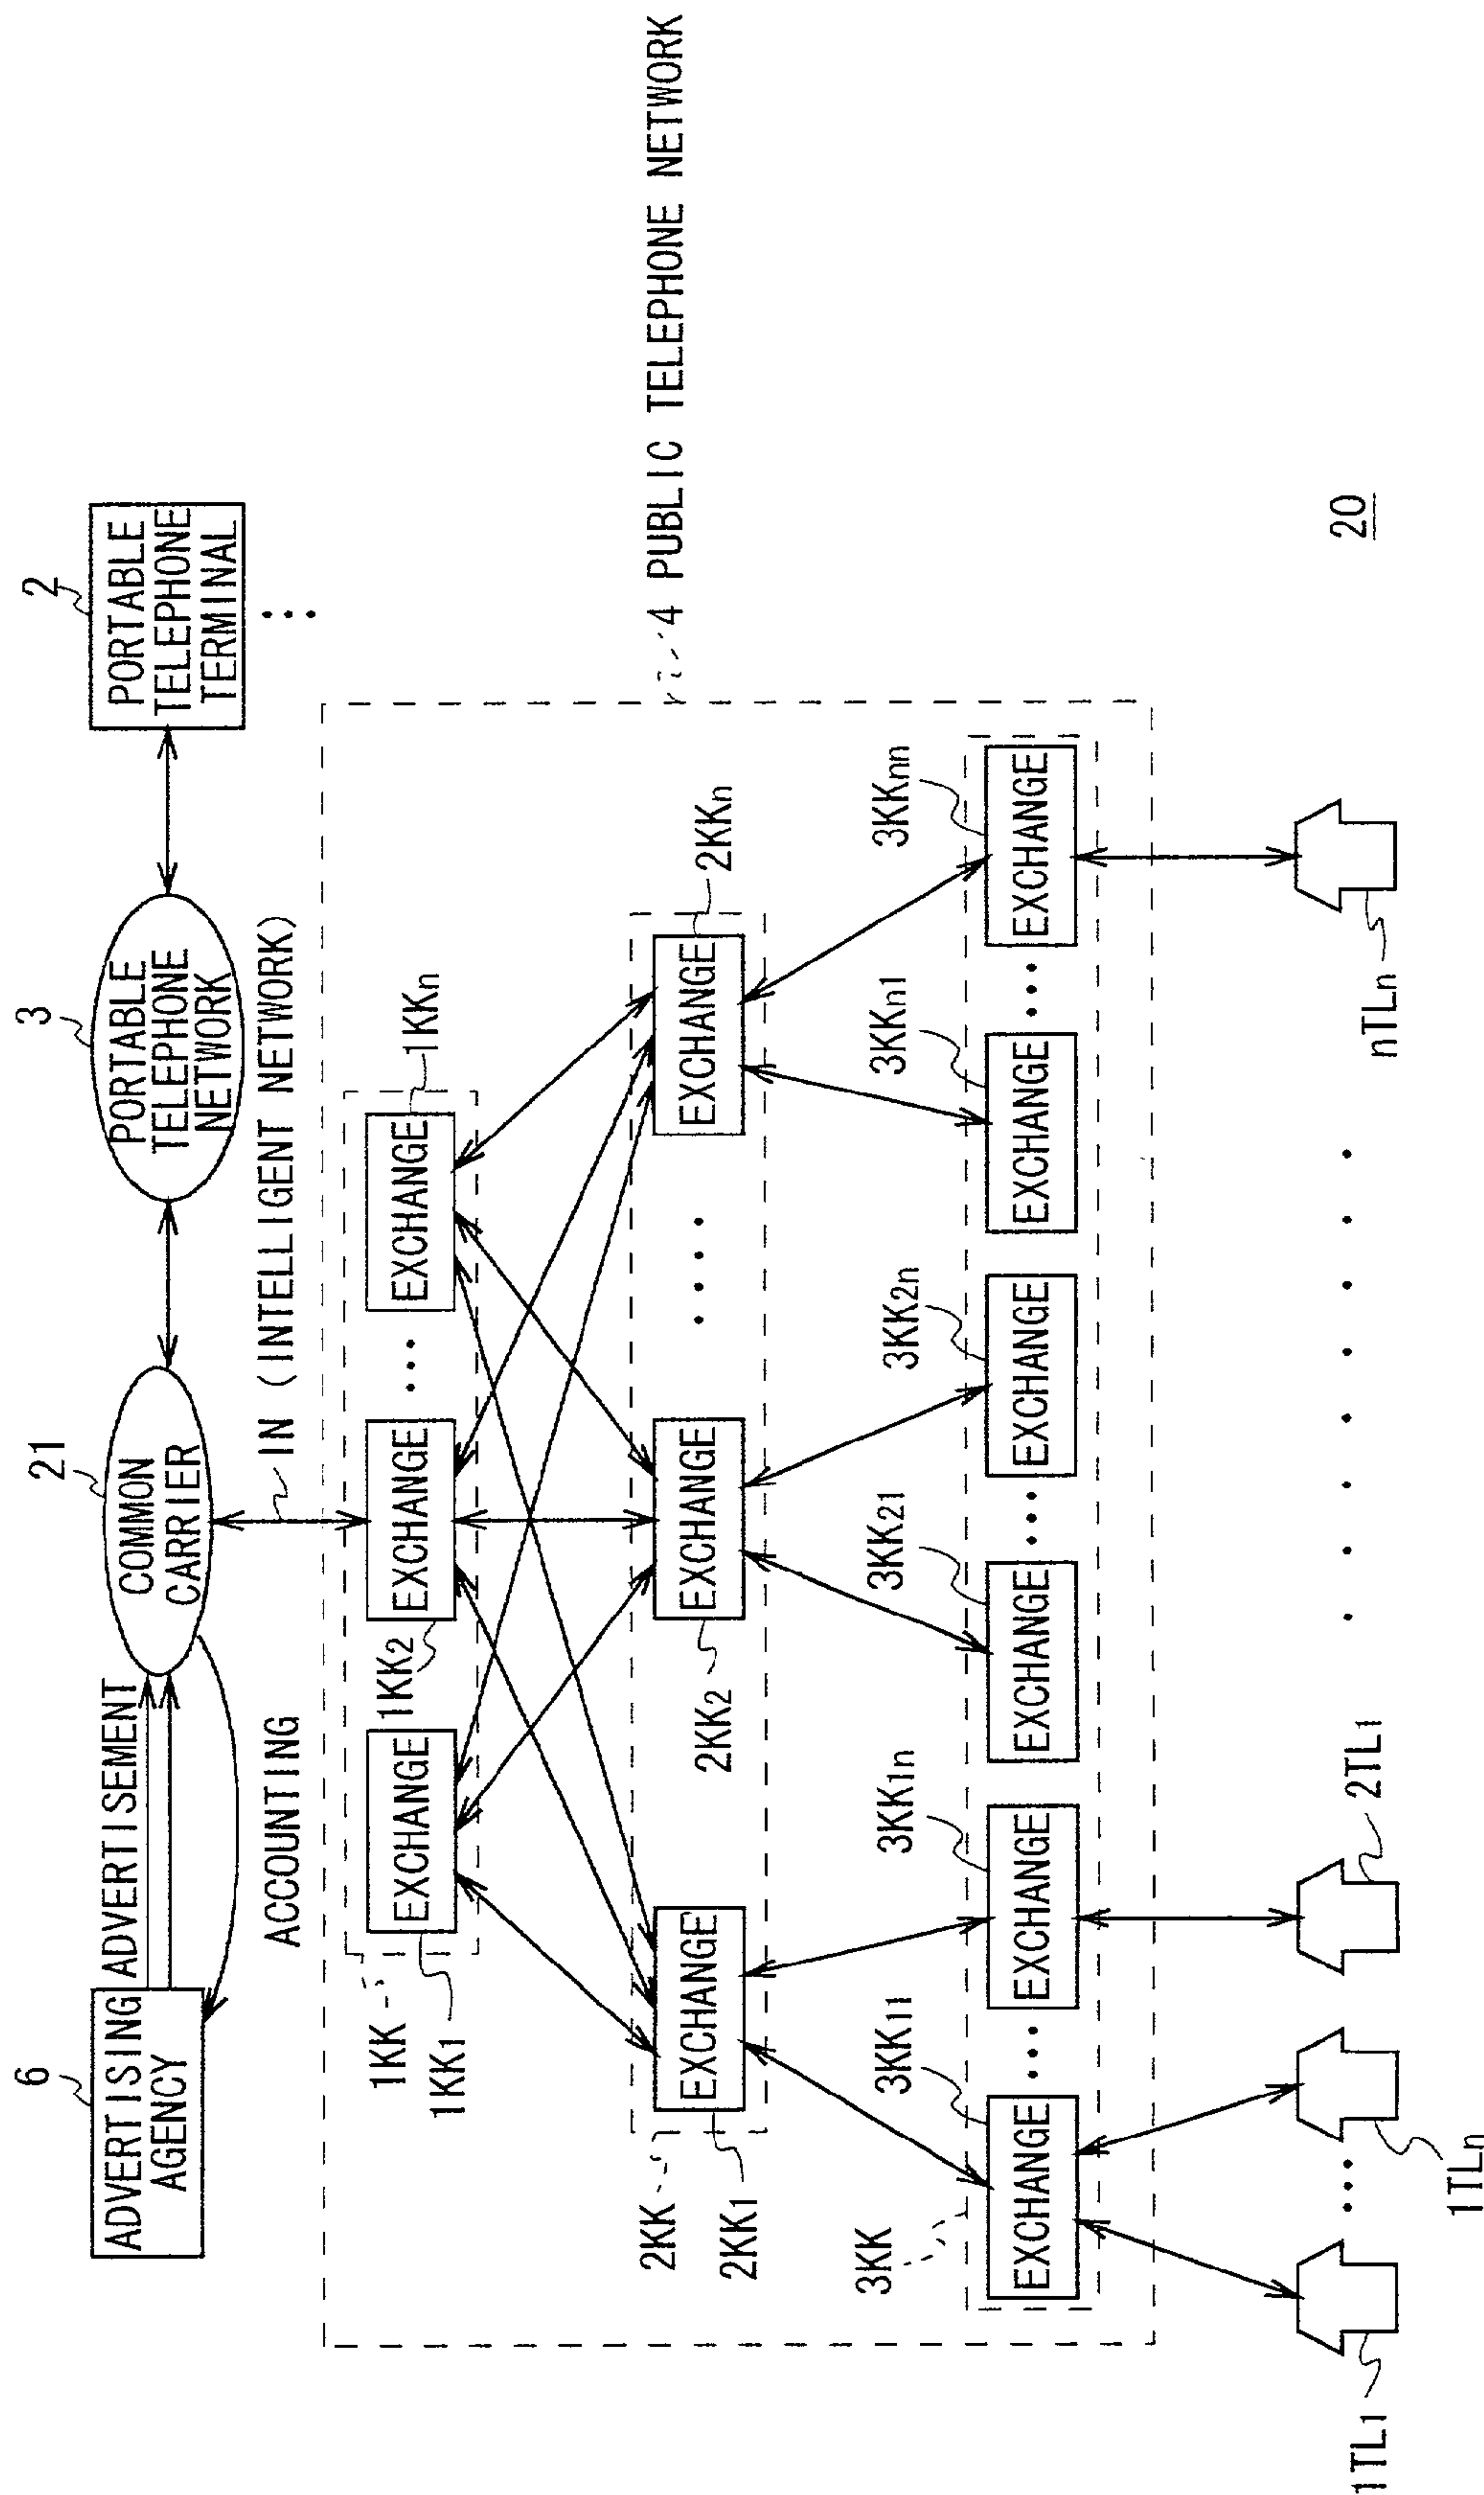 6
ADVERTISING
AGENCY
ADVERTISEMENT
ACCOUNTING
21
COMMON
CARRIER
IN (INTELLIGENT NETWORK)
3
PORTABLE
TELEPHONE
NETWORK
2
PORTABLE
TELEPHONE
TERMINAL
⋮
4 PUBLIC TELEPHONE NETWORK
1KK
1KK1
EXCHANGE
1KK2
EXCHANGE
•••
EXCHANGE
1KKn
2KK
2KK1
EXCHANGE
2KK2
EXCHANGE
••••
EXCHANGE
2KKn
3KK
3KK11
EXCHANGE
•••
3KK1n
EXCHANGE
3KK21
EXCHANGE
•••
3KK2n
EXCHANGE
3KKn1
EXCHANGE
•••
3KKnn
EXCHANGE
1TL1
•••
1TLn
2TL1
••••••••
nTLn
20